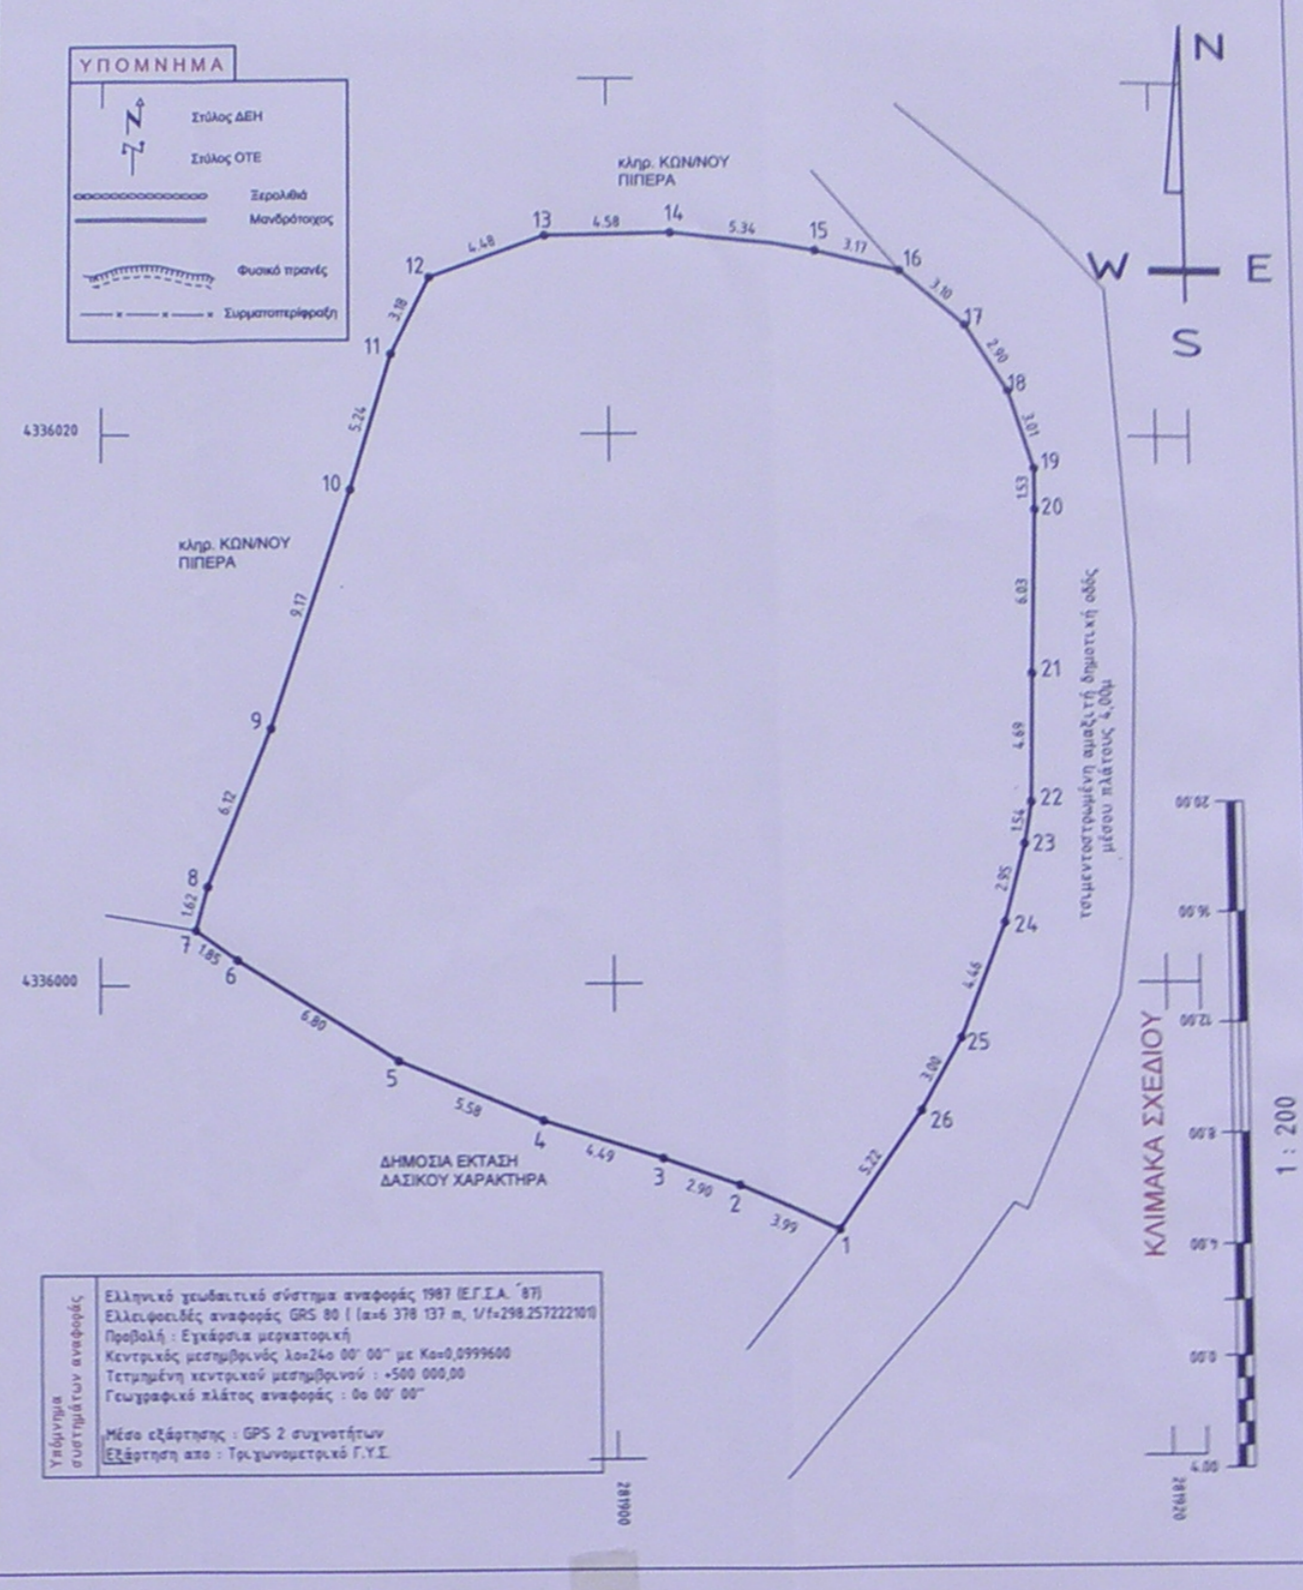 ΥΠΟΜΝΗΜΑ
Στύλος ΔΕΗ
Στύλος ΟΤΕ
Ξερολιθιά
Μανδρότοιχος
Φυσικό πρανές
Συρματοπερίφραξη
N
W E
S
κληρ. ΚΩΝ/ΝΟΥ
ΠΙΠΕΡΑ
13
4.58
14
5.34
15
3.17
16
3.10
17
2.90
18
3.01
19
1.53
20
6.03
21
4.69
22
1.54
23
2.95
24
4.46
25
3.00
26
5.22
1
3.99
2
2.90
3
4.49
4
5.58
5
6.80
6
1.85
7
1.62
8
6.12
9
9.17
10
5.24
11
3.18
12
4.48
4336020
κληρ. ΚΩΝ/ΝΟΥ
ΠΙΠΕΡΑ
4336000
τσιμεντοστρωμένη αμαξιτή δημοτική οδός
μέσου πλάτους 4,00μ
ΔΗΜΟΣΙΑ ΕΚΤΑΣΗ
ΔΑΣΙΚΟΥ ΧΑΡΑΚΤΗΡΑ
ΚΛΙΜΑΚΑ ΣΧΕΔΙΟΥ
1 : 200
20.00
16.00
12.00
8.00
4.00
0.00
4.00
Υπόμνημα
συστημάτων αναφοράς
Ελληνικό γεωδαιτικό σύστημα αναφοράς 1987 (Ε.Γ.Σ.Α. ΄87)
Ελλειψοειδές αναφοράς GRS 80 ( (α=6 378 137 m, 1/f=298.257222101)
Προβολή : Εγκάρσια μερκατορική
Κεντρικός μεσημβρινός λο=24ο 00' 00'' με Κο=0,0999600
Τετμημένη κεντρικού μεσημβρινού : +500 000,00
Γεωγραφικό πλάτος αναφοράς : 0ο 00' 00''
Μέσο εξάρτησης : GPS 2 συχνοτήτων
Εξάρτηση απο : Τριγωνομετρικό Γ.Υ.Σ.
281900
281920